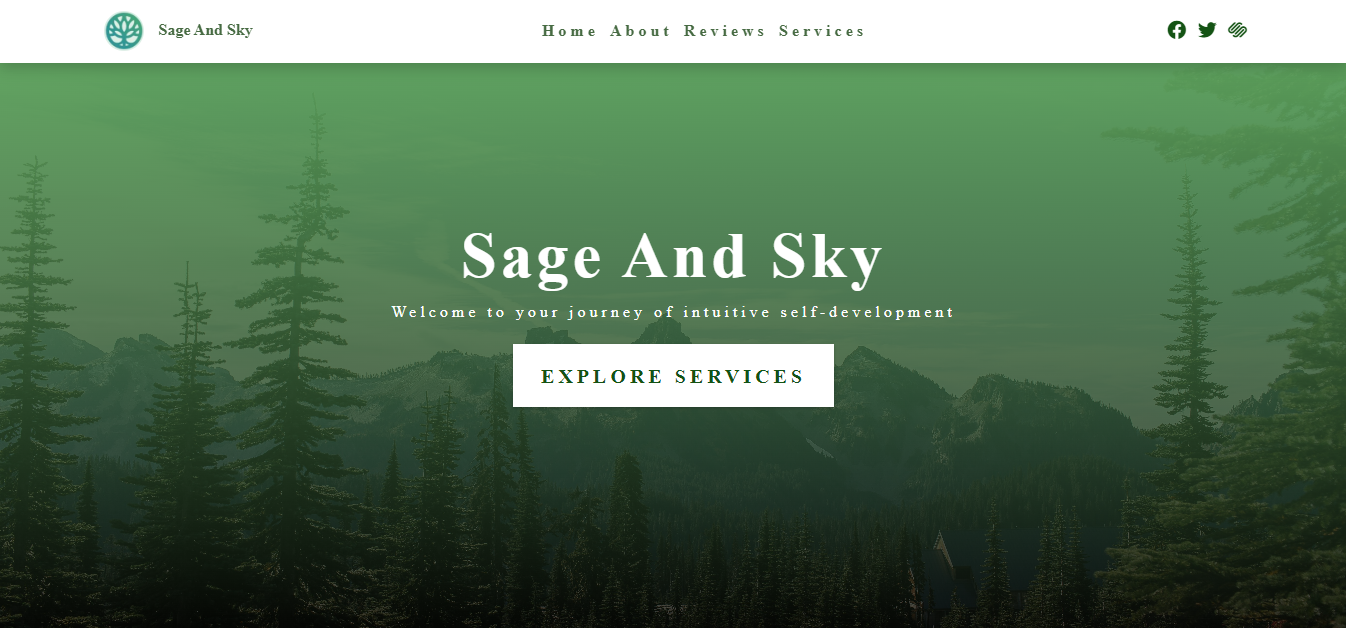 Sage And Sky
Home About Reviews Services
Sage And Sky
Welcome to your journey of intuitive self-development
EXPLORE SERVICES